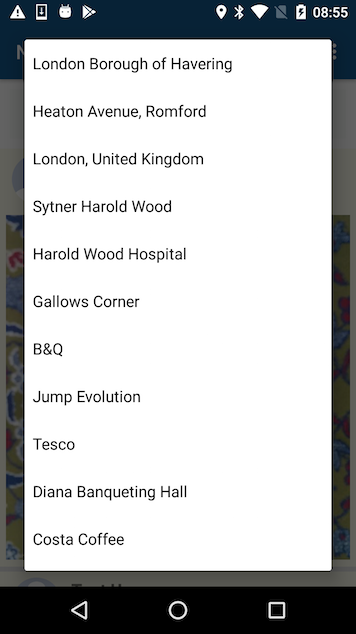 08:55
London Borough of Havering
Heaton Avenue, Romford
London, United Kingdom
Sytner Harold Wood
Harold Wood Hospital
Gallows Corner
B&Q
Jump Evolution
Tesco
Diana Banqueting Hall
Costa Coffee